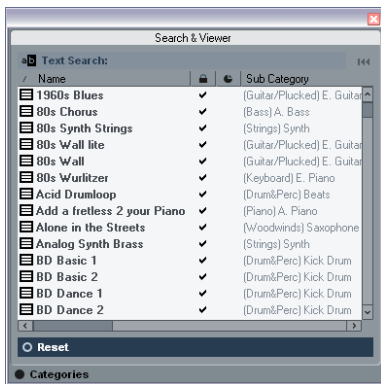 Search & Viewer
Text Search:
/ Name Sub Category
1960s Blues (Guitar/Plucked) E. Guitar
80s Chorus (Bass) A. Bass
80s Synth Strings (Strings) Synth
80s Wall lite (Guitar/Plucked) E. Guitar
80s Wall (Guitar/Plucked) E. Guitar
80s Wurlitzer (Keyboard) E. Piano
Acid Drumloop (Drum&Perc) Beats
Add a fretless 2 your Piano (Piano) A. Piano
Alone in the Streets (Woodwinds) Saxophone
Analog Synth Brass (Strings) Synth
BD Basic 1 (Drum&Perc) Kick Drum
BD Basic 2 (Drum&Perc) Kick Drum
BD Dance 1 (Drum&Perc) Kick Drum
BD Dance 2 (Drum&Perc) Kick Drum
Reset
Categories